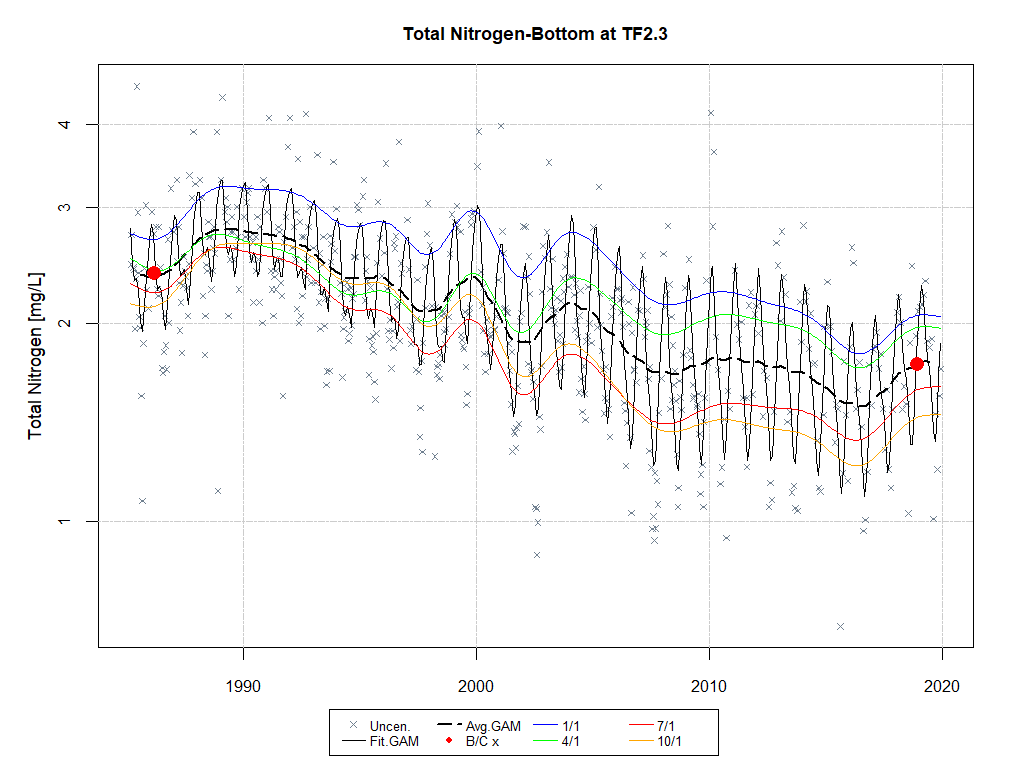 Total Nitrogen-Bottom at TF2.3
Total Nitrogen [mg/L]
4
3
2
1
1990 2000 2010 2020
Uncen. Avg.GAM 1/1 7/1
Fit.GAM B/C x 4/1 10/1